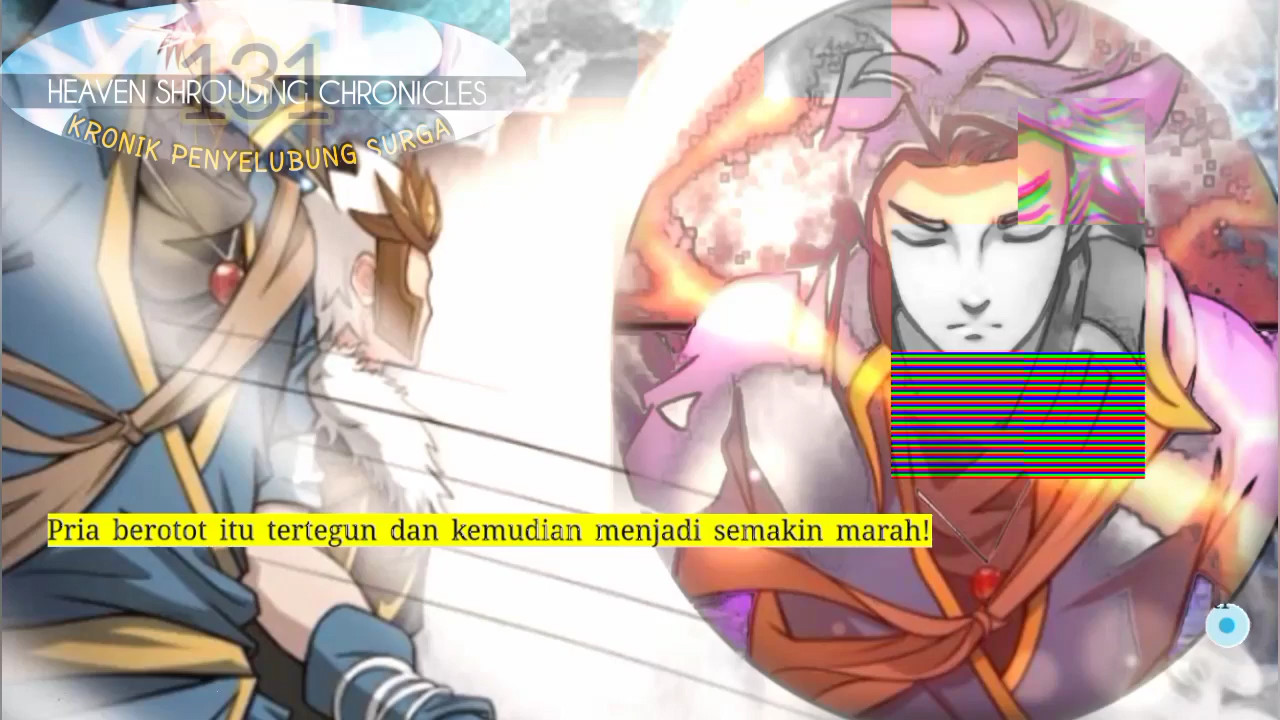 131
HEAVEN SHROUDING CHRONICLES
KRONIK PENYELUBUNG SURGA
Pria berotot itu tertegun dan kemudian menjadi semakin marah!